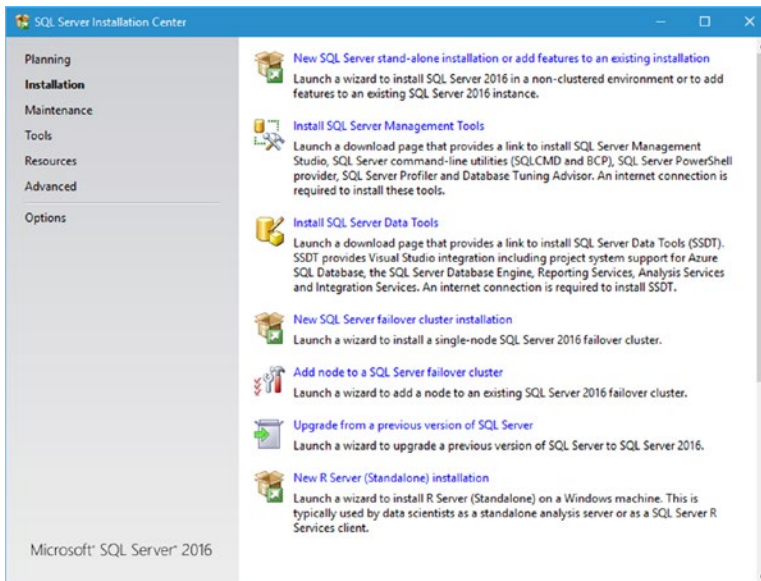 SQL Server Installation Center
Planning
Installation
Maintenance
Tools
Resources
Advanced
Options
New SQL Server stand-alone installation or add features to an existing installation
Launch a wizard to install SQL Server 2016 in a non-clustered environment or to add
features to an existing SQL Server 2016 instance.
Install SQL Server Management Tools
Launch a download page that provides a link to install SQL Server Management
Studio, SQL Server command-line utilities (SQLCMD and BCP), SQL Server PowerShell
provider, SQL Server Profiler and Database Tuning Advisor. An internet connection is
required to install these tools.
Install SQL Server Data Tools
Launch a download page that provides a link to install SQL Server Data Tools (SSDT).
SSDT provides Visual Studio integration including project system support for Azure
SQL Database, the SQL Server Database Engine, Reporting Services, Analysis Services
and Integration Services. An internet connection is required to install SSDT.
New SQL Server failover cluster installation
Launch a wizard to install a single-node SQL Server 2016 failover cluster.
Add node to a SQL Server failover cluster
Launch a wizard to add a node to an existing SQL Server 2016 failover cluster.
Upgrade from a previous version of SQL Server
Launch a wizard to upgrade a previous version of SQL Server to SQL Server 2016.
New R Server (Standalone) installation
Launch a wizard to install R Server (Standalone) on a Windows machine. This is
typically used by data scientists as a standalone analysis server or as a SQL Server R
Services client.
Microsoft® SQL Server® 2016